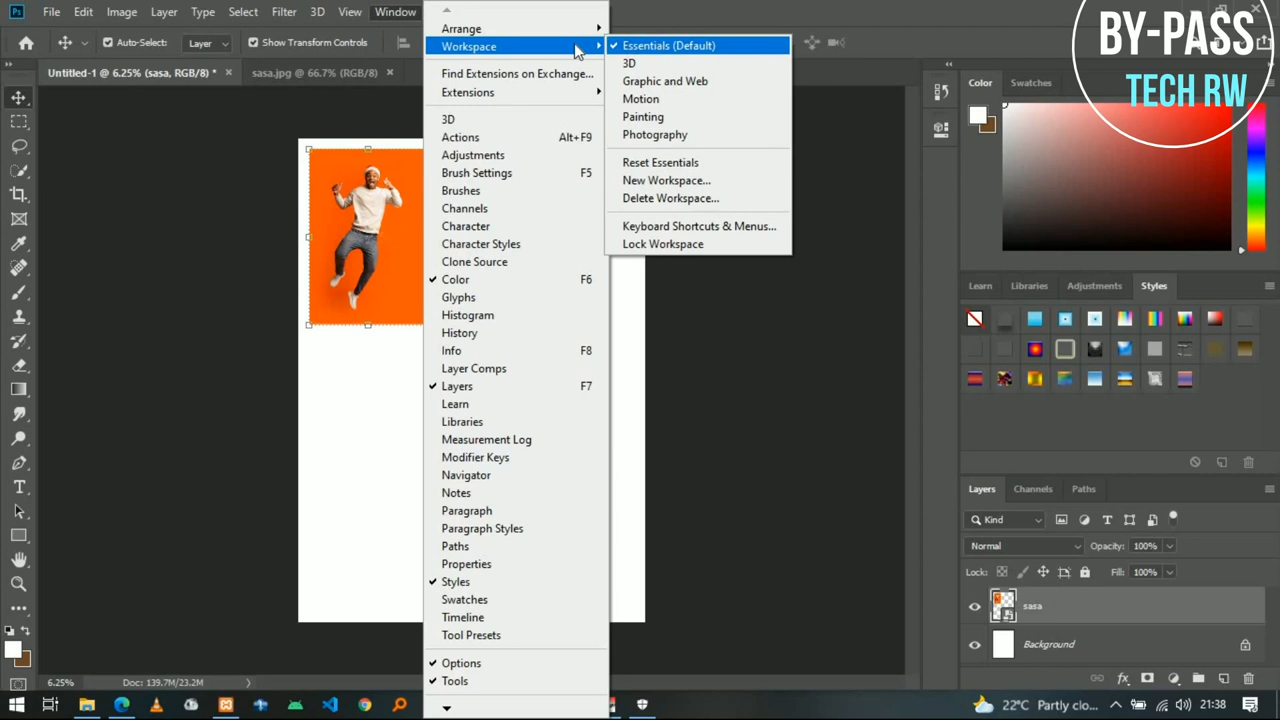 File Edit Image Layer Type Select Filter 3D View Window
BY-PASS
TECH RW
Auto-Select: Layer Show Transform Controls
Untitled-1 @ 6.25% (sasa, RGB/8) * × sasa.jpg @ 66.7% (RGB/8) ×
Arrange
Workspace
Find Extensions on Exchange...
Extensions
3D
Actions Alt+F9
Adjustments
Brush Settings F5
Brushes
Channels
Character
Character Styles
Clone Source
Color F6
Glyphs
Histogram
History
Info F8
Layer Comps
Layers F7
Learn
Libraries
Measurement Log
Modifier Keys
Navigator
Notes
Paragraph
Paragraph Styles
Paths
Properties
Styles
Swatches
Timeline
Tool Presets
Options
Tools
Essentials (Default)
3D
Graphic and Web
Motion
Painting
Photography
Reset Essentials
New Workspace...
Delete Workspace...
Keyboard Shortcuts & Menus...
Lock Workspace
Color Swatches
Learn Libraries Adjustments Styles
Layers Channels Paths
Kind
Normal Opacity: 100%
Lock: Fill: 100%
sasa
Background
6.25% Doc: 139.7M/23.2M
22°C Partly clo... 21:38